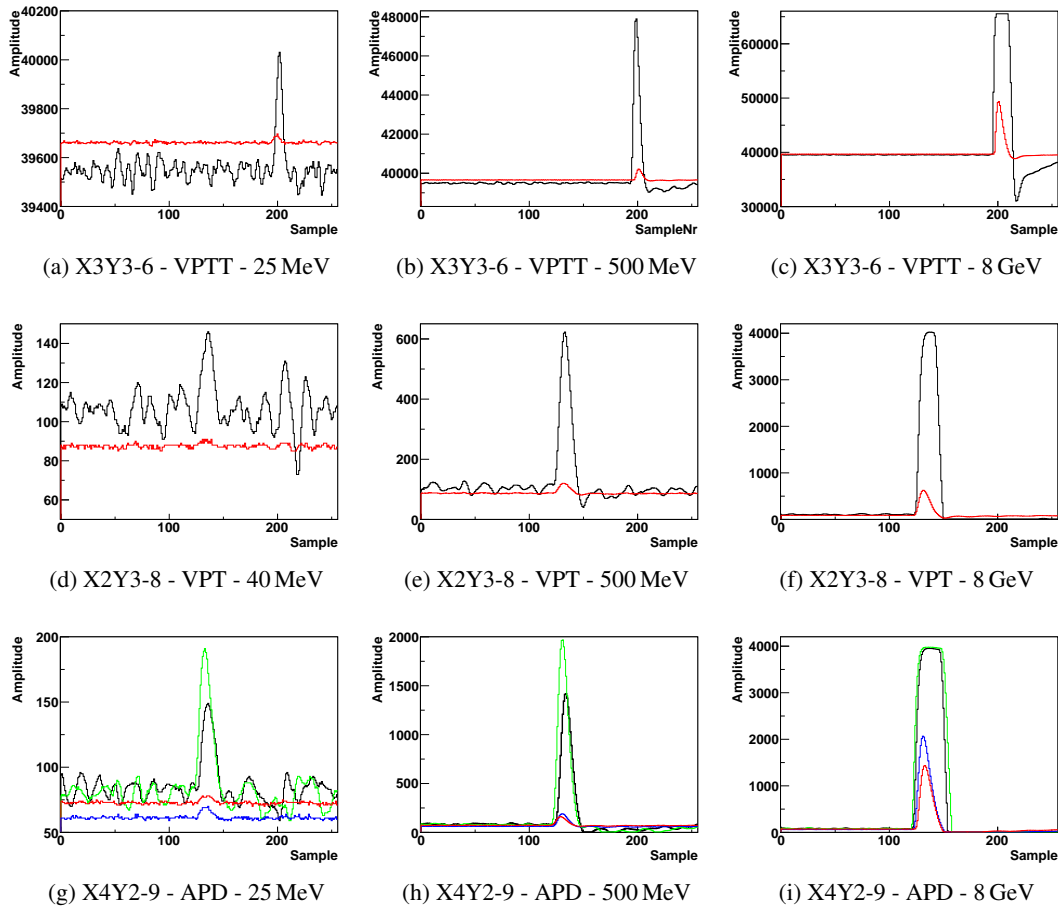 Amplitude
40200
40000
39800
39600
39400
0
100
200
Sample
(a) X3Y3-6 - VPTT - 25 MeV
Amplitude
48000
46000
44000
42000
40000
0
100
200
SampleNr
(b) X3Y3-6 - VPTT - 500 MeV
Amplitude
60000
50000
40000
30000
0
100
200
Sample
(c) X3Y3-6 - VPTT - 8 GeV
Amplitude
140
120
100
80
60
0
100
200
Sample
(d) X2Y3-8 - VPT - 40 MeV
Amplitude
600
400
200
0
0
100
200
Sample
(e) X2Y3-8 - VPT - 500 MeV
Amplitude
4000
3000
2000
1000
0
0
100
200
Sample
(f) X2Y3-8 - VPT - 8 GeV
Amplitude
200
150
100
50
0
100
200
Sample
(g) X4Y2-9 - APD - 25 MeV
Amplitude
2000
1500
1000
500
0
0
100
200
Sample
(h) X4Y2-9 - APD - 500 MeV
Amplitude
4000
3000
2000
1000
0
0
100
200
Sample
(i) X4Y2-9 - APD - 8 GeV